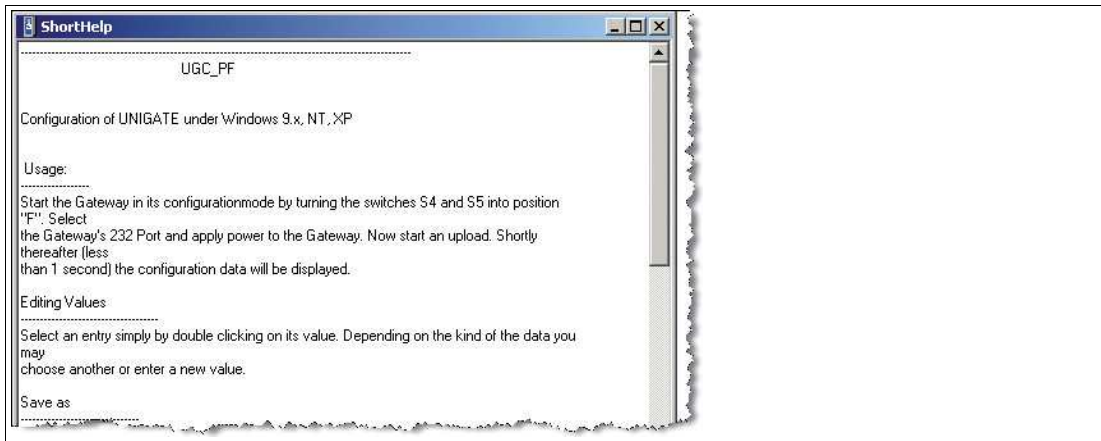 ShortHelp
------------------------------------------------------------------------------------------
UGC_PF
Configuration of UNIGATE under Windows 9.x, NT, XP
Usage:
-----------------
Start the Gateway in its configurationmode by turning the switches S4 and S5 into position
"F". Select
the Gateway's 232 Port and apply power to the Gateway. Now start an upload. Shortly
thereafter (less
than 1 second) the configuration data will be displayed.
Editing Values
----------------------------------
Select an entry simply by double clicking on its value. Depending on the kind of the data you
may
choose another or enter a new value.
Save as
-----------------------------